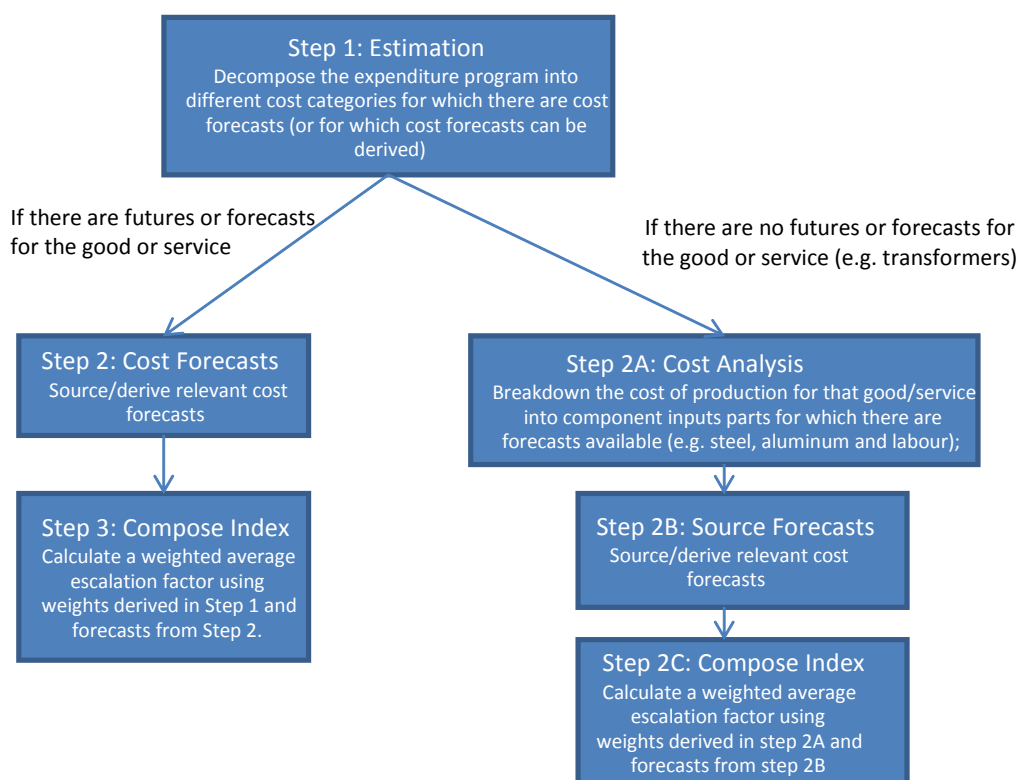 Step 1: Estimation
Decompose the expenditure program into
different cost categories for which there are cost
forecasts (or for which cost forecasts can be
derived)
If there are futures or forecasts
for the good or service
If there are no futures or forecasts for
the good or service (e.g. transformers)
Step 2: Cost Forecasts
Source/derive relevant cost
forecasts
Step 2A: Cost Analysis
Breakdown the cost of production for that good/service
into component inputs parts for which there are
forecasts available (e.g. steel, aluminum and labour);
Step 3: Compose Index
Calculate a weighted average
escalation factor using
weights derived in Step 1 and
forecasts from Step 2.
Step 2B: Source Forecasts
Source/derive relevant cost
forecasts
Step 2C: Compose Index
Calculate a weighted average
escalation factor using
weights derived in step 2A and
forecasts from step 2B